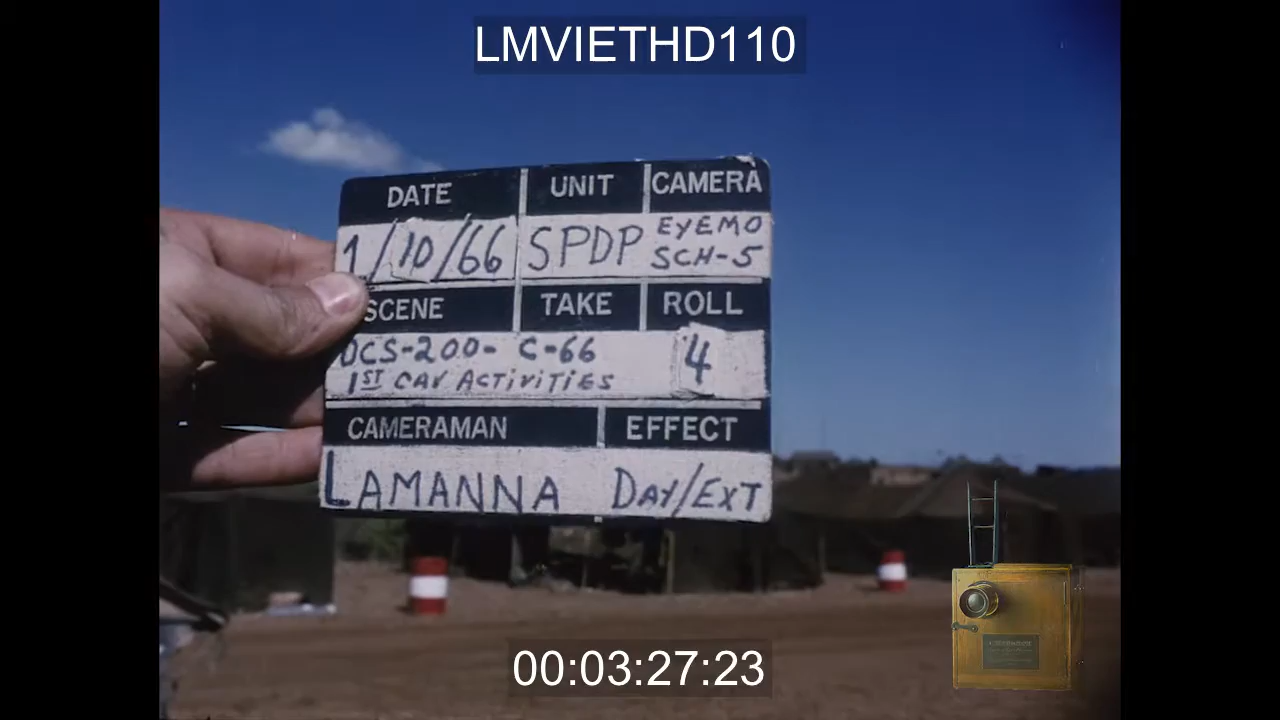 LMVIETHD110
DATE UNIT CAMERA
1/10/66 SPDP EYEMO
SCH-5
SCENE TAKE ROLL
DCS-200- C-66 4
1ST CAV ACTIVITIES
CAMERAMAN EFFECT
LAMANNA DAY/EXT
00:03:27:23